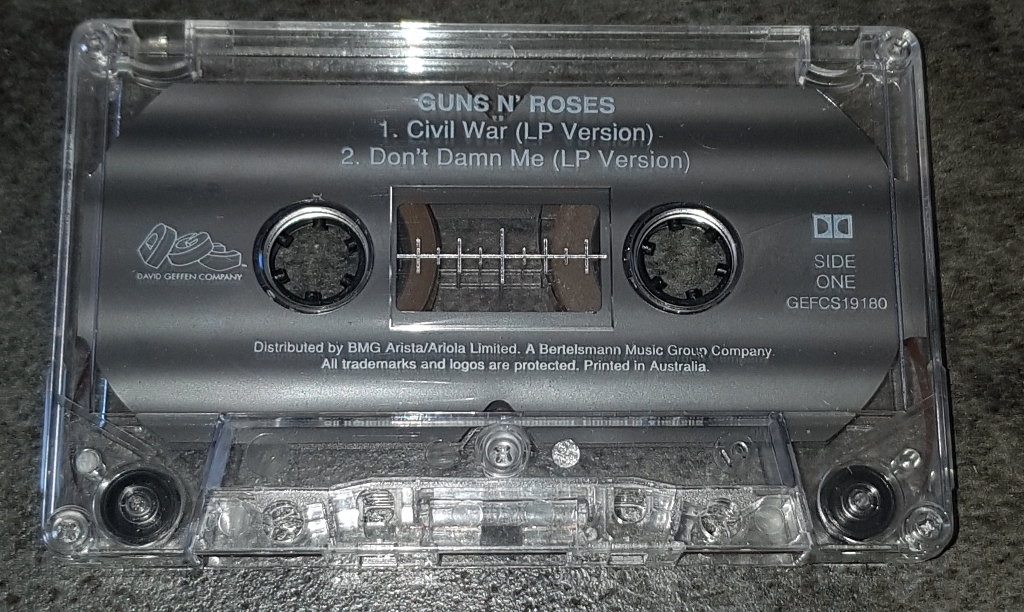 GUNS N' ROSES
1. Civil War (LP Version)
2. Don't Damn Me (LP Version)
DAVID GEFFEN COMPANY
SIDE
ONE
GEFCS19180
Distributed by BMG Arista/Ariola Limited. A Bertelsmann Music Group Company.
All trademarks and logos are protected. Printed in Australia.